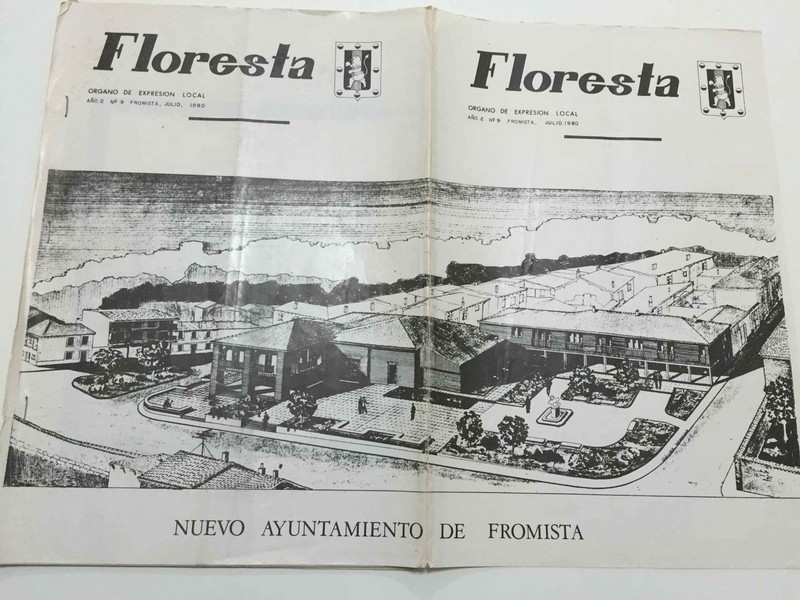 Floresta
ORGANO DE EXPRESION LOCAL
AÑO, 2 Nº 9 FROMISTA, JULIO, 1980
Floresta
ORGANO DE EXPRESION LOCAL
AÑO, 2 Nº 9 FROMISTA, JULIO, 1980
NUEVO AYUNTAMIENTO DE FROMISTA